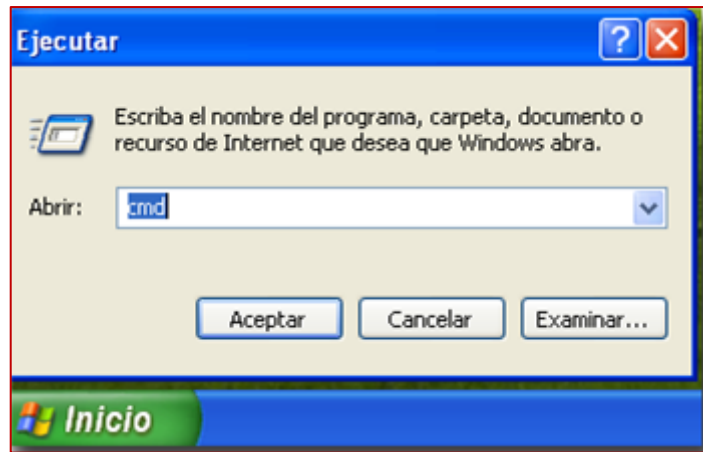 Ejecutar
Escriba el nombre del programa, carpeta, documento o
recurso de Internet que desea que Windows abra.
Abrir: cmd
Aceptar Cancelar Examinar...
Inicio